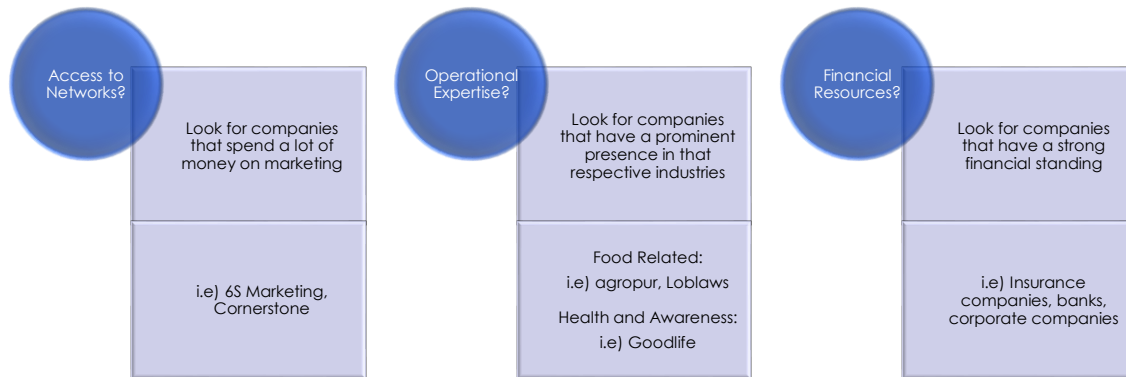 Access to
Networks?
Look for companies
that spend a lot of
money on marketing
i.e) 6S Marketing,
Cornerstone
Operational
Expertise?
Look for companies
that have a prominent
presence in that
respective industries
Food Related:
i.e) agropur, Loblaws
Health and Awareness:
i.e) Goodlife
Financial
Resources?
Look for companies
that have a strong
financial standing
i.e) Insurance
companies, banks,
corporate companies